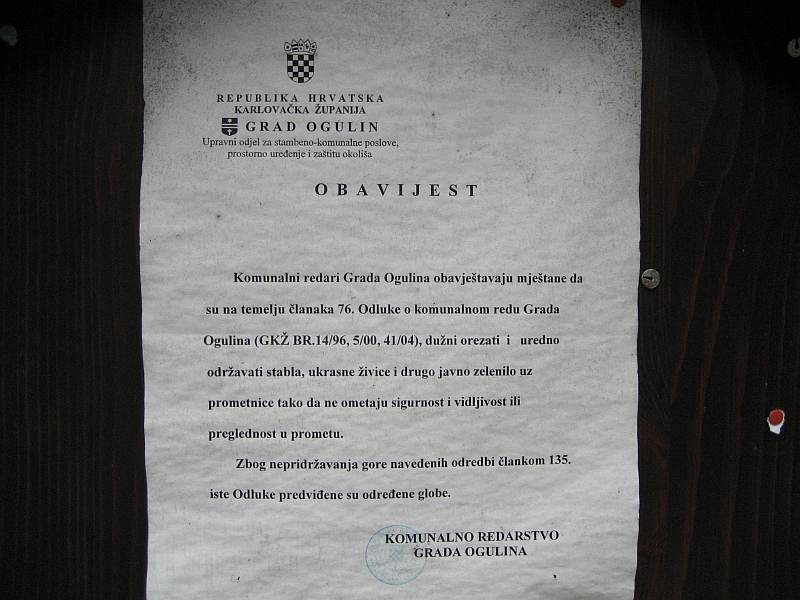 REPUBLIKA HRVATSKA
KARLOVAČKA ŽUPANIJA
GRAD OGULIN
Upravni odjel za stambeno-komunalne poslove,
prostorno uređenje i zaštitu okoliša
OBAVIJEST
Komunalni redari Grada Ogulina obavještavaju mještane da
su na temelju članaka 76. Odluke o komunalnom redu Grada
Ogulina (GKŽ BR.14/96, 5/00, 41/04), dužni orezati i uredno
održavati stabla, ukrasne živice i drugo javno zelenilo uz
prometnice tako da ne ometaju sigurnost i vidljivost ili
preglednost u prometu.
Zbog nepridržavanja gore navedenih odredbi člankom 135.
iste Odluke predviđene su određene globe.
KOMUNALNO REDARSTVO
GRADA OGULINA